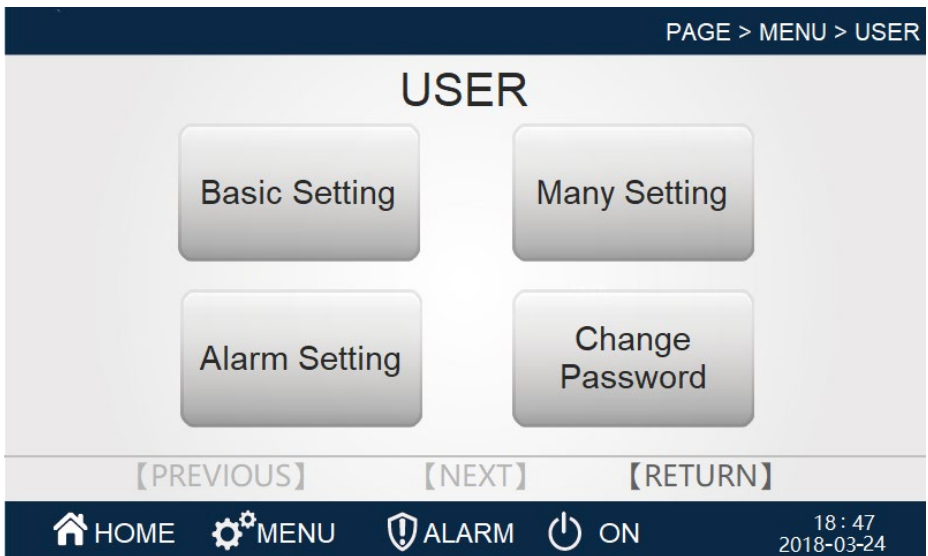 PAGE > MENU > USER
USER
Basic Setting
Many Setting
Alarm Setting
Change
Password
【PREVIOUS】 【NEXT】 【RETURN】
HOME MENU ALARM ON
18:47
2018-03-24